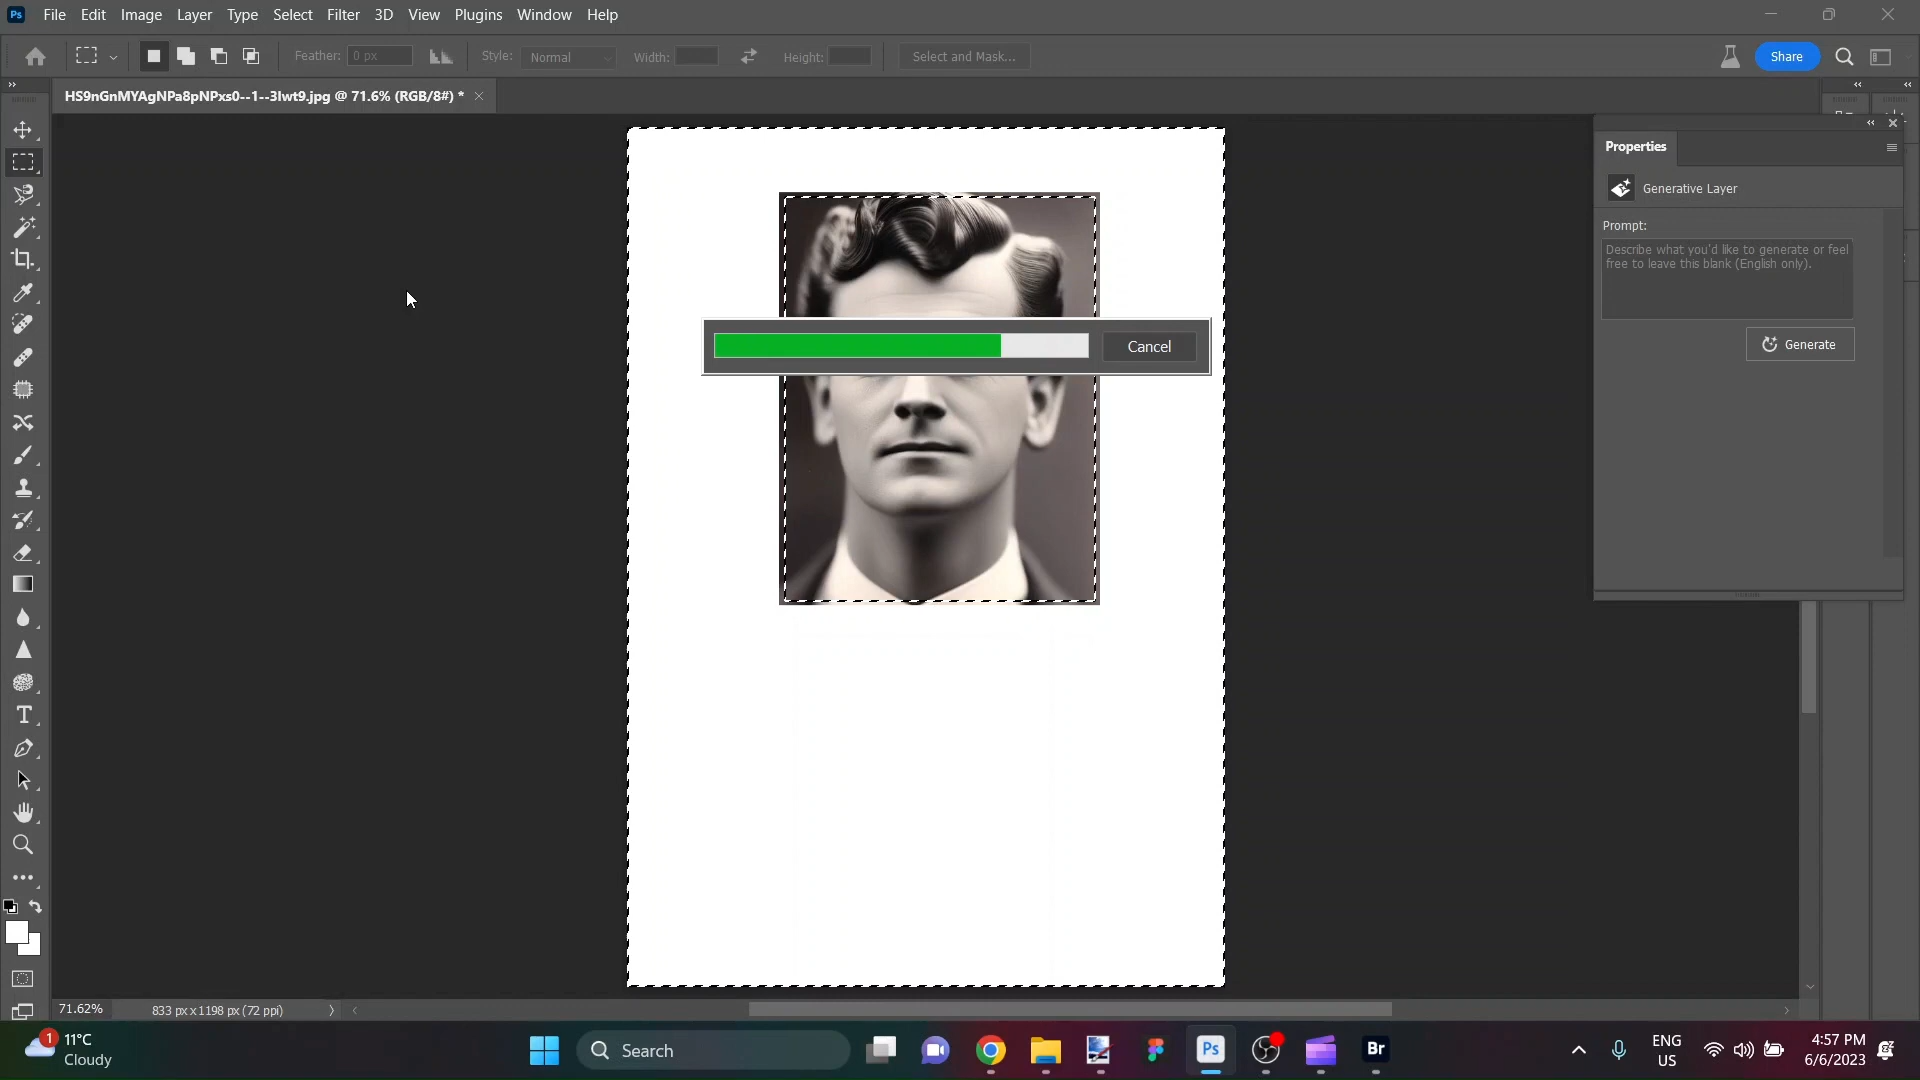 Ps File Edit Image Layer Type Select Filter 3D View Plugins Window Help
Feather: 0 px Style: Normal Width: Height: Select and Mask... Share
HS9nGnMYAgNPa8pNPxs0--1--3lwt9.jpg @ 71.6% (RGB/8#) *
Properties
Generative Layer
Prompt:
Describe what you'd like to generate or feel
free to leave this blank (English only).
Generate
Cancel
71.62% 833 px x 1198 px (72 ppi)
1 11°C
Cloudy
Search
Ps
Br
ENG
US
4:57 PM
6/6/2023